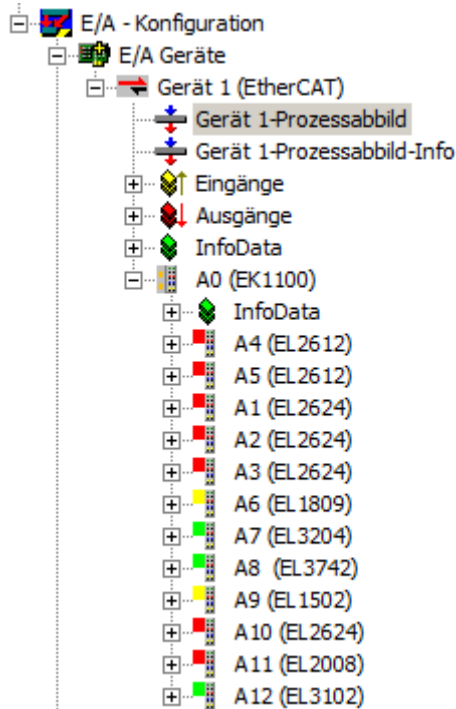 E/A - Konfiguration
E/A Geräte
Gerät 1 (EtherCAT)
Gerät 1-Prozessabbild
Gerät 1-Prozessabbild-Info
Eingänge
Ausgänge
InfoData
A0 (EK1100)
InfoData
A4 (EL2612)
A5 (EL2612)
A1 (EL2624)
A2 (EL2624)
A3 (EL2624)
A6 (EL1809)
A7 (EL3204)
A8 (EL3742)
A9 (EL1502)
A10 (EL2624)
A11 (EL2008)
A12 (EL3102)